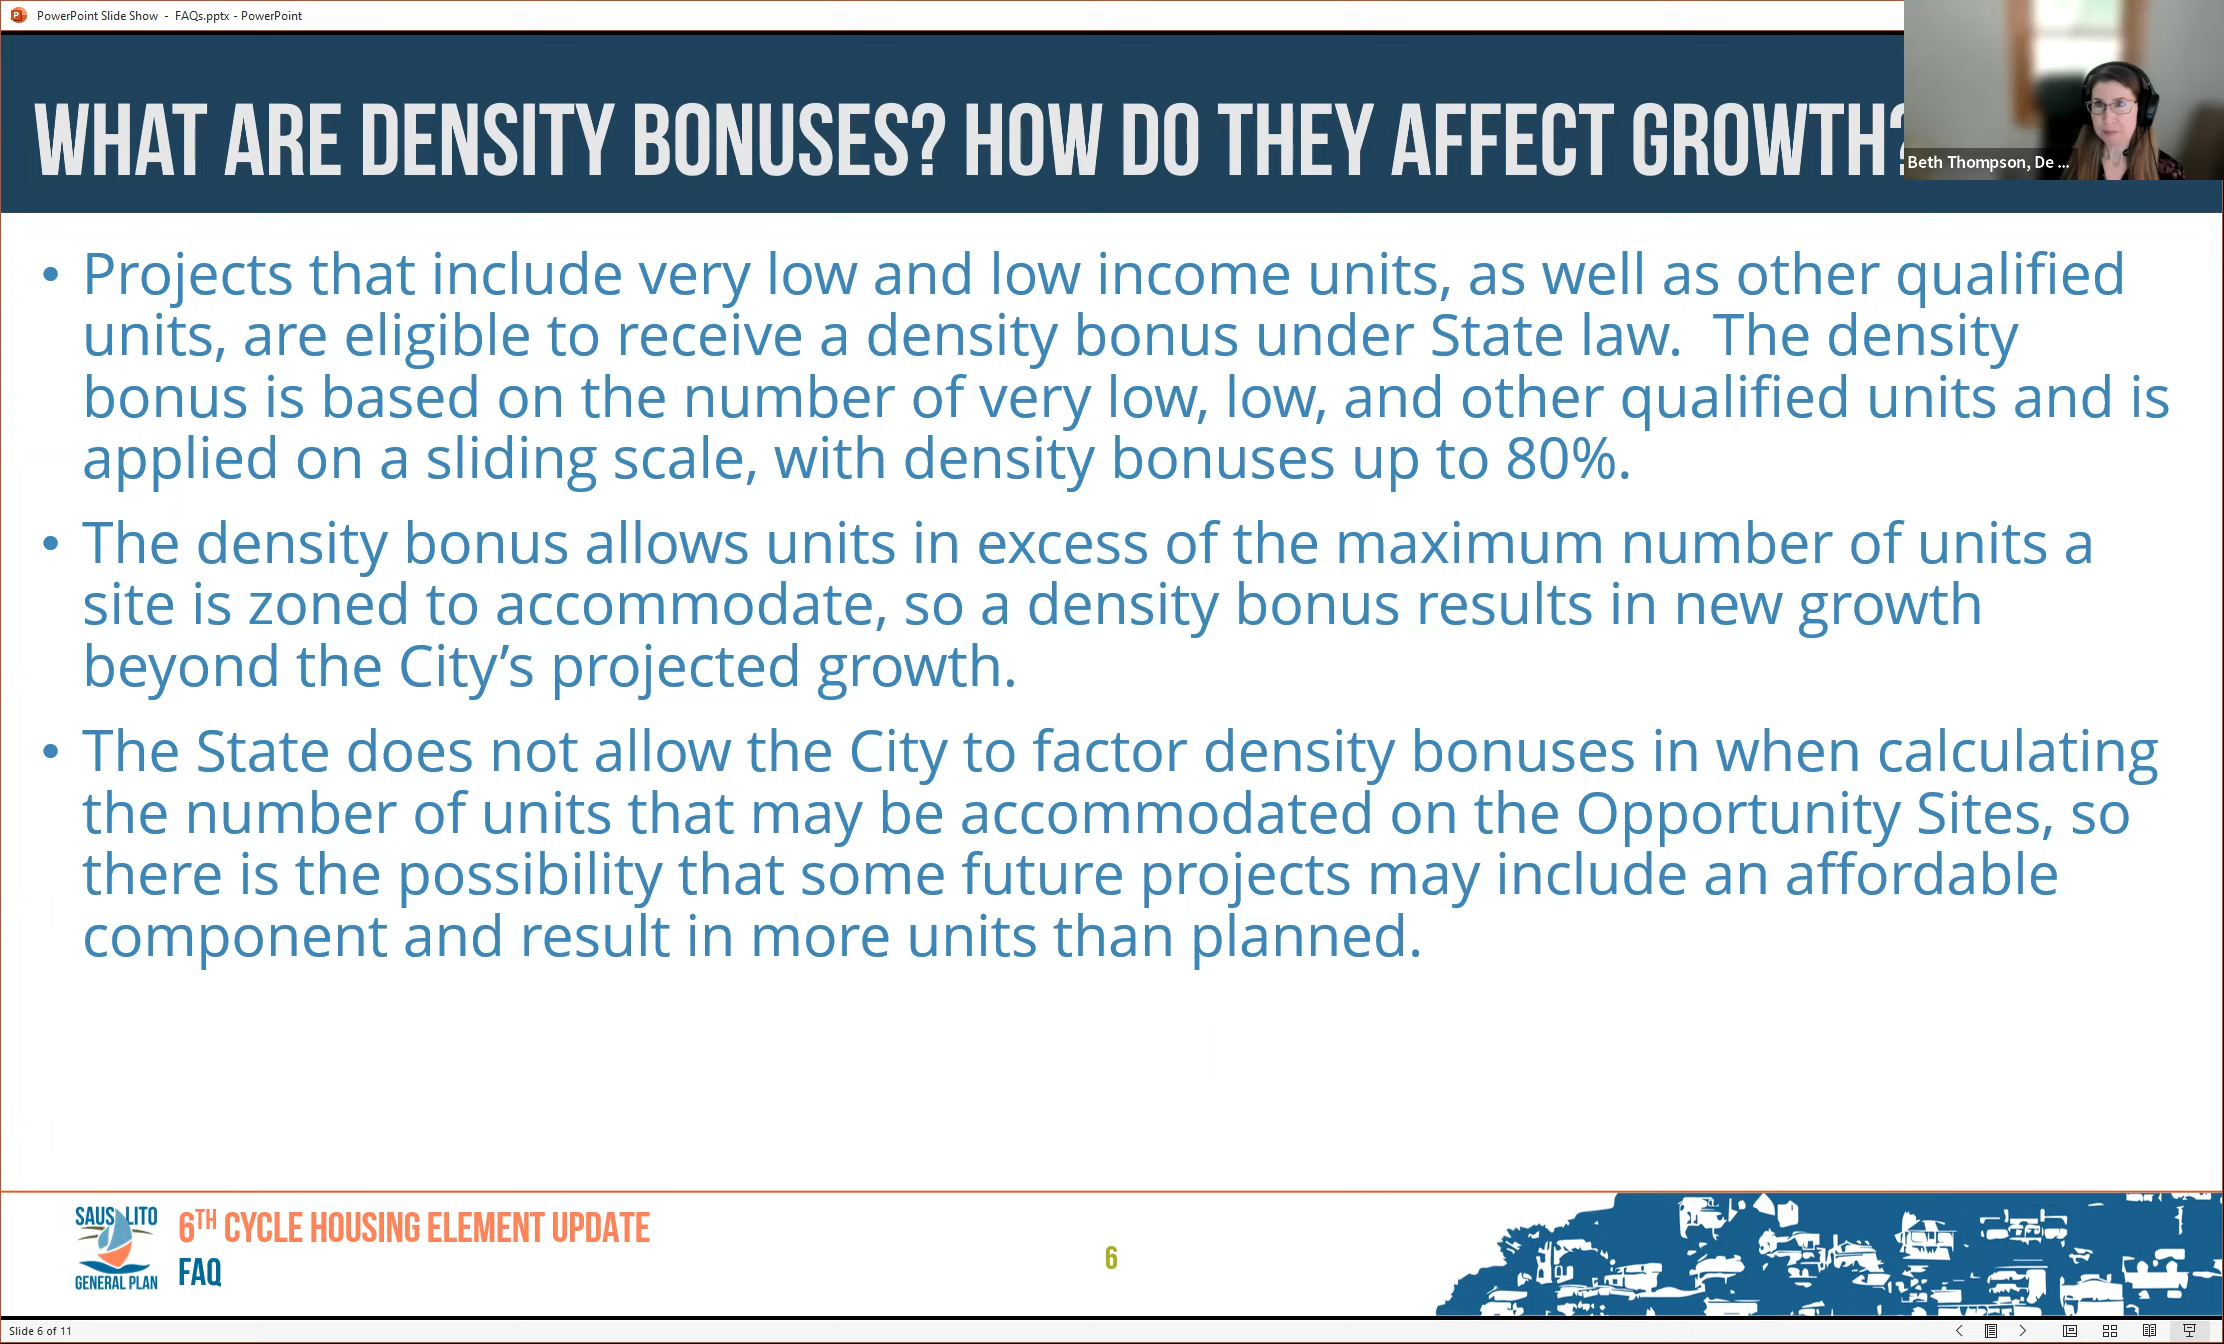 PowerPoint Slide Show - FAQs.pptx - PowerPoint
WHAT ARE DENSITY BONUSES? HOW DO THEY AFFECT GROWTH?
Beth Thompson, De ...
• Projects that include very low and low income units, as well as other qualified
units, are eligible to receive a density bonus under State law.  The density
bonus is based on the number of very low, low, and other qualified units and is
applied on a sliding scale, with density bonuses up to 80%.
• The density bonus allows units in excess of the maximum number of units a
site is zoned to accommodate, so a density bonus results in new growth
beyond the City’s projected growth.
• The State does not allow the City to factor density bonuses in when calculating
the number of units that may be accommodated on the Opportunity Sites, so
there is the possibility that some future projects may include an affordable
component and result in more units than planned.
SAUSALITO
GENERAL PLAN
6TH CYCLE HOUSING ELEMENT UPDATE
FAQ
6
Slide 6 of 11